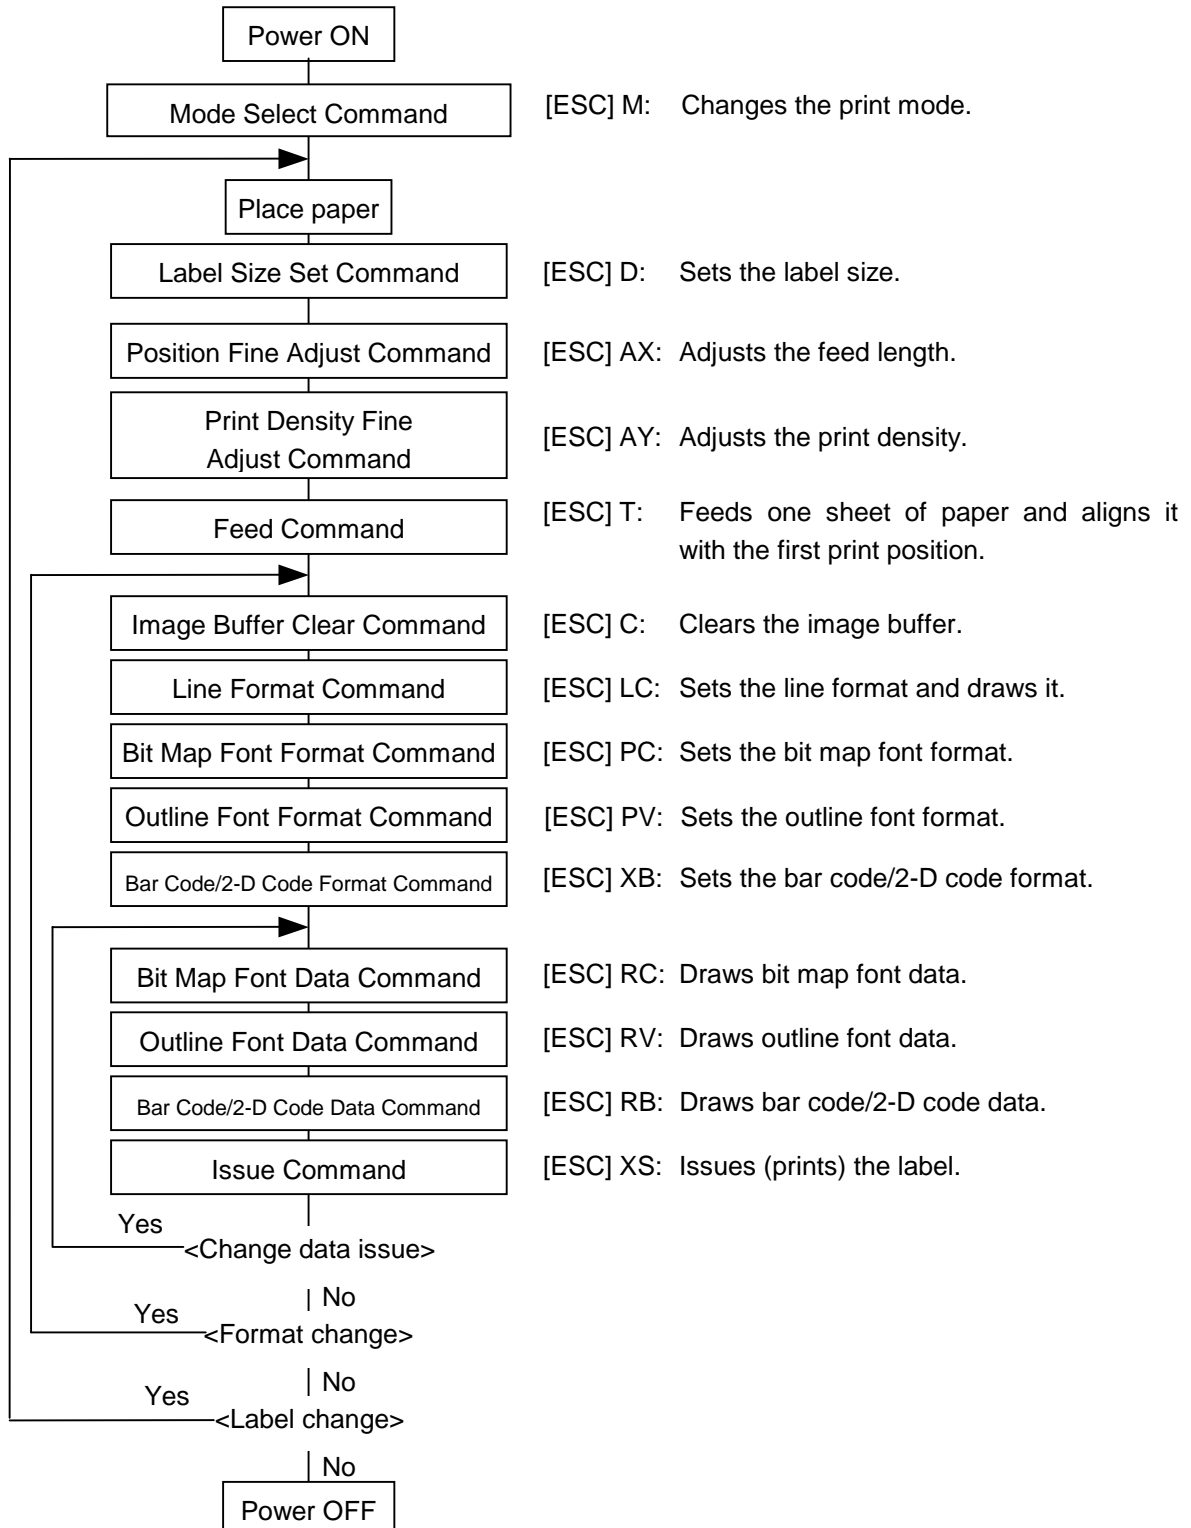 Power ON
Mode Select Command [ESC] M: Changes the print mode.
Place paper
Label Size Set Command [ESC] D: Sets the label size.
Position Fine Adjust Command [ESC] AX: Adjusts the feed length.
Print Density Fine
Adjust Command [ESC] AY: Adjusts the print density.
Feed Command [ESC] T: Feeds one sheet of paper and aligns it
with the first print position.
Image Buffer Clear Command [ESC] C: Clears the image buffer.
Line Format Command [ESC] LC: Sets the line format and draws it.
Bit Map Font Format Command [ESC] PC: Sets the bit map font format.
Outline Font Format Command [ESC] PV: Sets the outline font format.
Bar Code/2-D Code Format Command [ESC] XB: Sets the bar code/2-D code format.
Bit Map Font Data Command [ESC] RC: Draws bit map font data.
Outline Font Data Command [ESC] RV: Draws outline font data.
Bar Code/2-D Code Data Command [ESC] RB: Draws bar code/2-D code data.
Issue Command [ESC] XS: Issues (prints) the label.
Yes
<Change data issue>
No
Yes
<Format change>
No
Yes
<Label change>
No
Power OFF